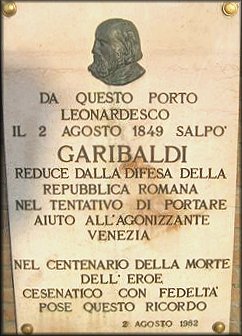 DA QUESTO PORTO
LEONARDESCO
IL 2 AGOSTO 1849 SALPO'
GARIBALDI
REDUCE DALLA DIFESA DELLA
REPUBBLICA ROMANA
NEL TENTATIVO DI PORTARE
AIUTO ALL'AGONIZZANTE
VENEZIA
NEL CENTENARIO DELLA MORTE
DELL' EROE
CESENATICO CON FEDELTA'
POSE QUESTO RICORDO
2 AGOSTO 1982